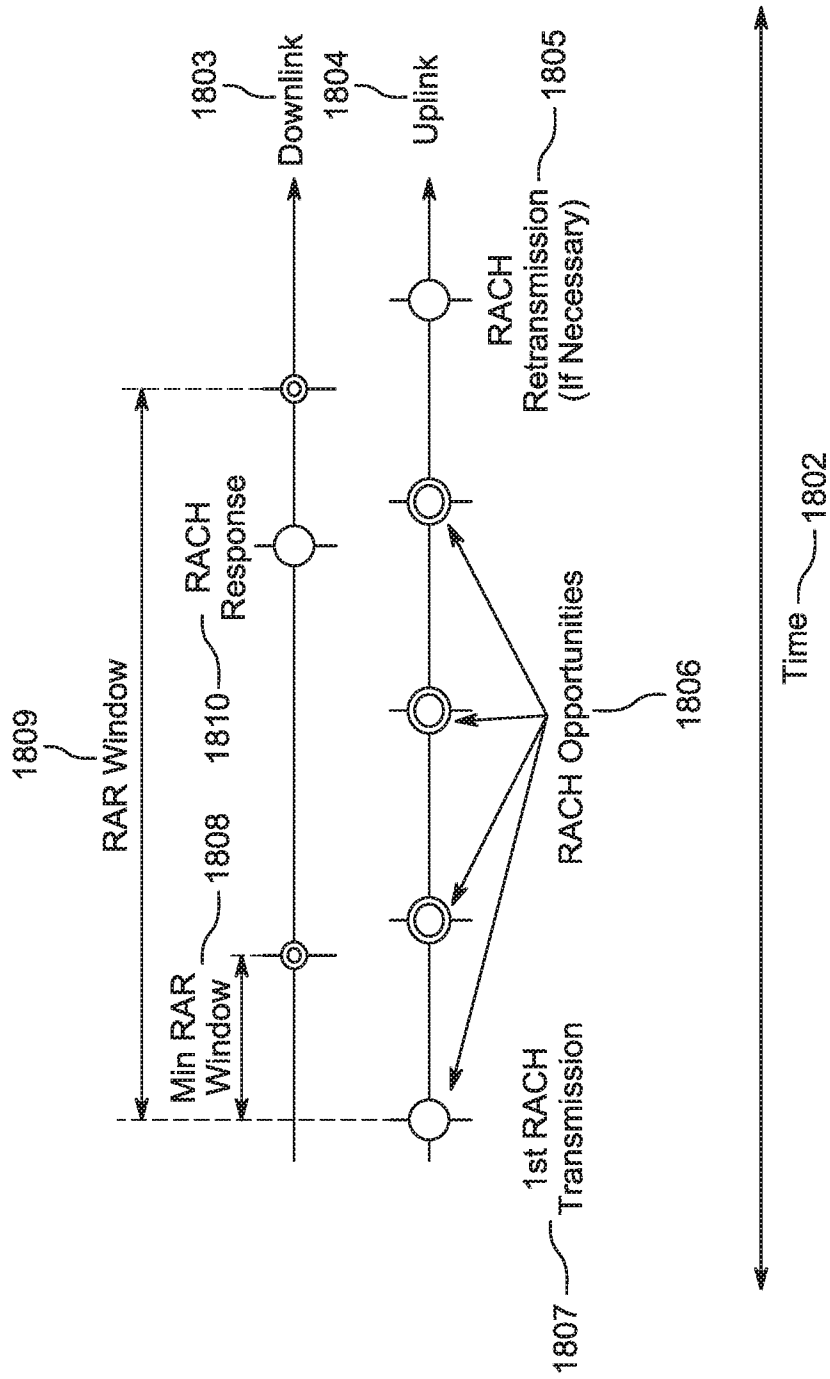 1809
RAR Window
Min RAR
Window
1808
1810
RACH
Response
1803
Downlink
1804
Uplink
1st RACH
Transmission
1807
RACH Opportunities
1806
RACH
Retransmission
(If Necessary)
1805
Time
1802